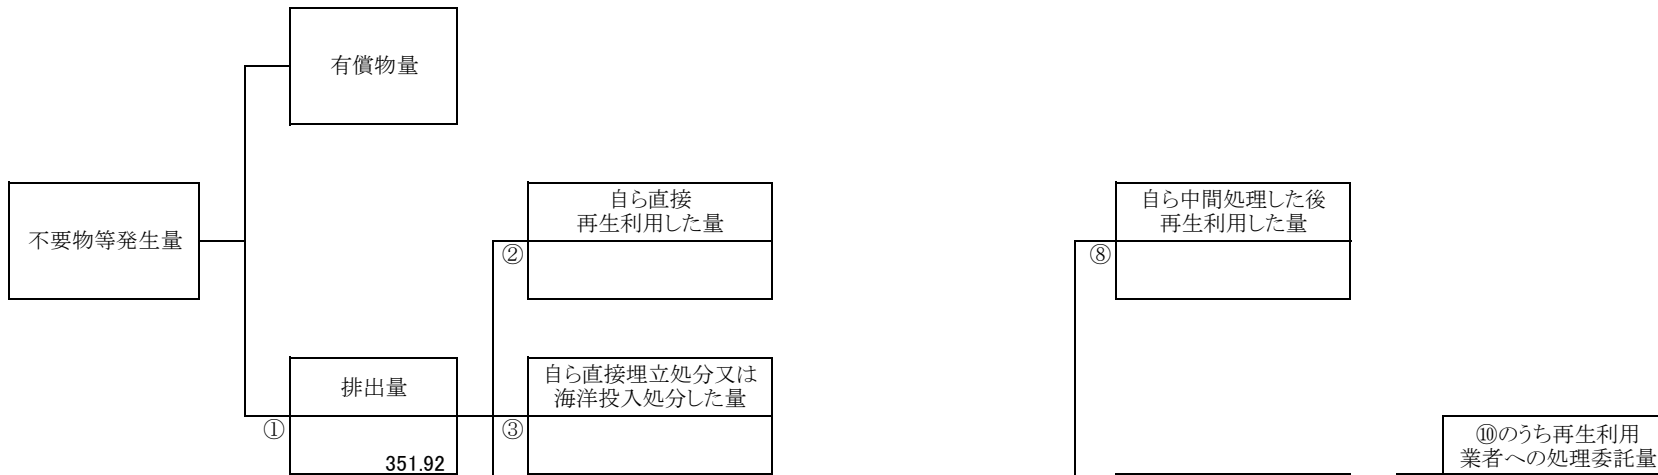 有償物量
不要物等発生量
自ら直接
再生利用した量
②
自ら中間処理した後
再生利用した量
⑧
排出量
①
351.92
自ら直接埋立処分又は
海洋投入処分した量
③
⑩のうち再生利用
業者への処理委託量